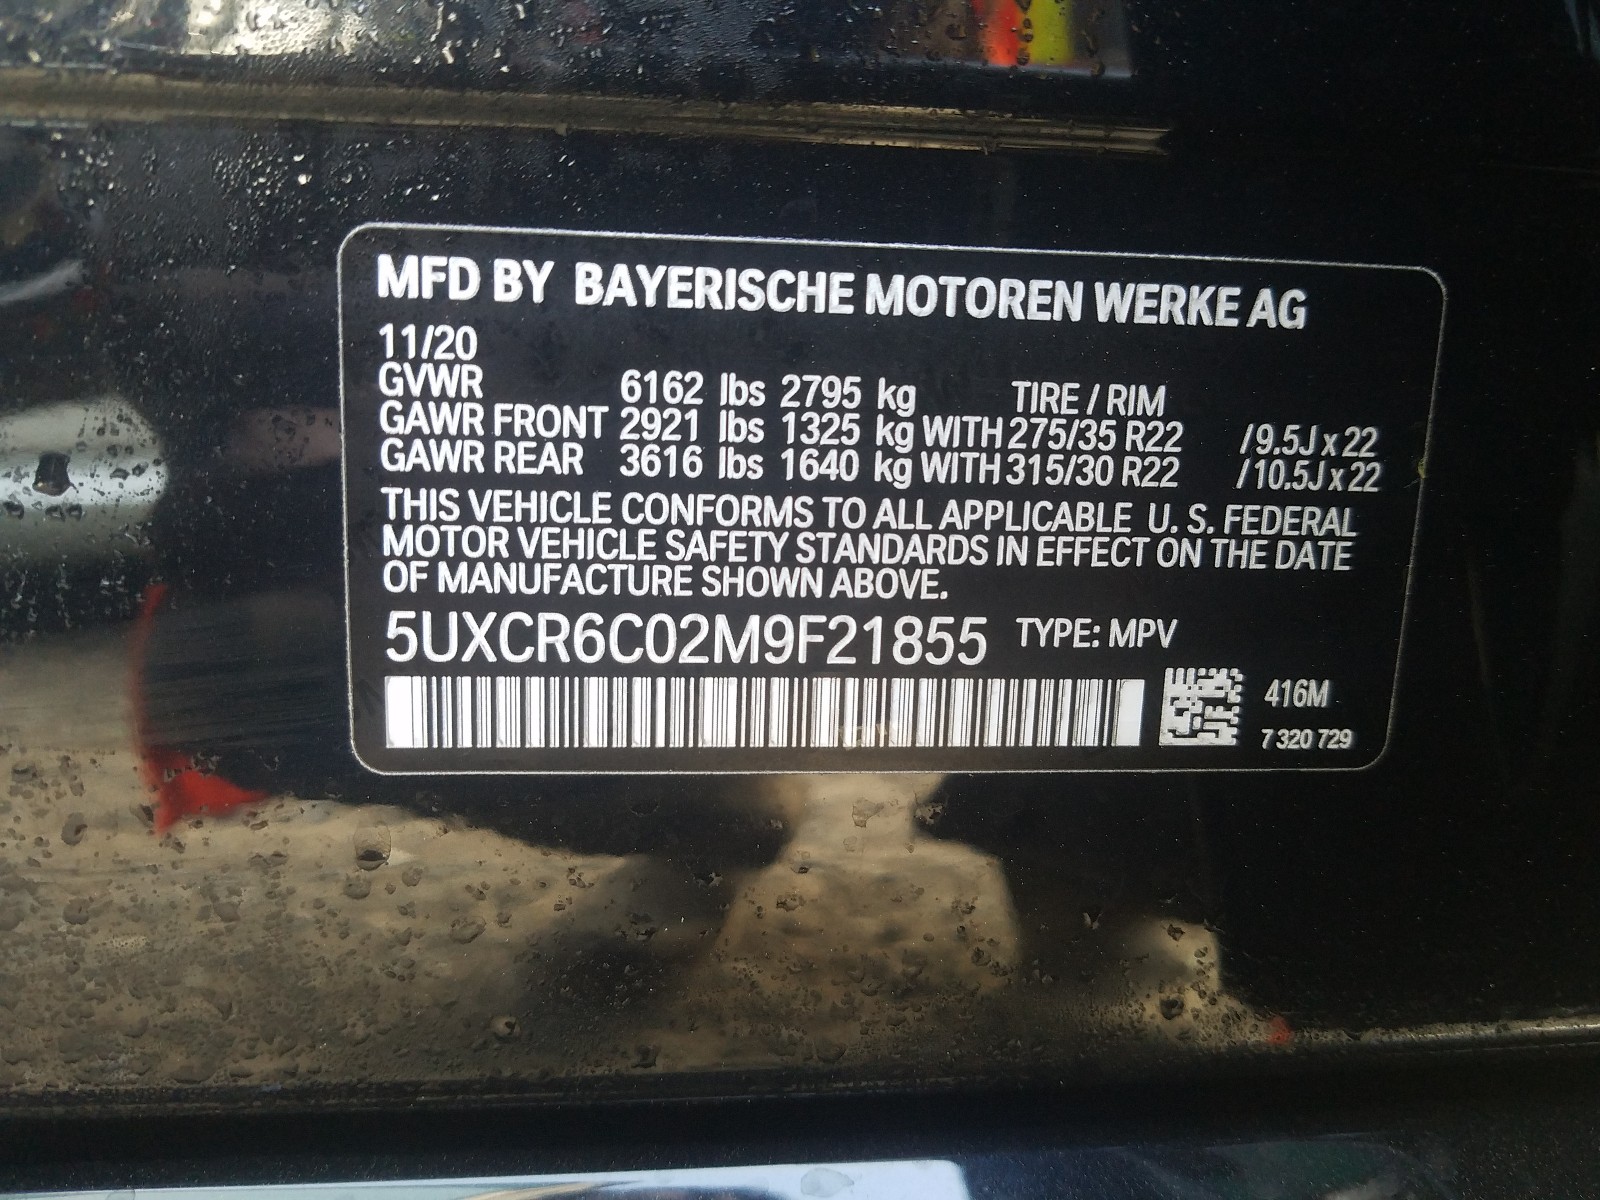 MFD BY BAYERISCHE MOTOREN WERKE AG
11/20
GVWR 6162 lbs 2795 kg TIRE / RIM
GAWR FRONT 2921 lbs 1325 kg WITH 275/35 R22 /9.5J x 22
GAWR REAR 3616 lbs 1640 kg WITH 315/30 R22 /10.5J x 22
THIS VEHICLE CONFORMS TO ALL APPLICABLE U. S. FEDERAL
MOTOR VEHICLE SAFETY STANDARDS IN EFFECT ON THE DATE
OF MANUFACTURE SHOWN ABOVE.
5UXCR6C02M9F21855 TYPE: MPV
416M
7 320 729